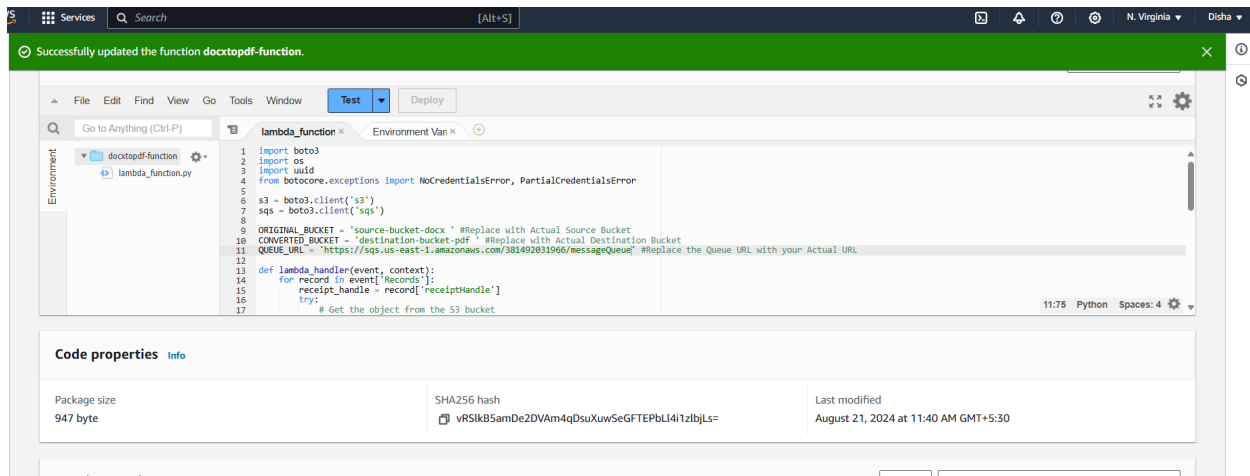 Services Search [Alt+S] N. Virginia Disha
Successfully updated the function docxtopdf-function.
File Edit Find View Go Tools Window Test Deploy
Go to Anything (Ctrl-P) lambda_function Environment Vari
Environment
docxtopdf-function
lambda_function.py
1 import boto3
2 import os
3 import uuid
4 from botocore.exceptions import NoCredentialsError, PartialCredentialsError
5
6 s3 = boto3.client('s3')
7 sqs = boto3.client('sqs')
8
9 ORIGINAL_BUCKET = 'source-bucket-docx ' #Replace with Actual Source Bucket
10 CONVERTED_BUCKET = 'destination-bucket-pdf ' #Replace with Actual Destination Bucket
11 QUEUE_URL = 'https://sqs.us-east-1.amazonaws.com/381492031966/messageQueue' #Replace the Queue URL with your Actual URL
12
13 def lambda_handler(event, context):
14 for record in event['Records']:
15 receipt_handle = record['receiptHandle']
16 try:
17 # Get the object from the S3 bucket
11:75 Python Spaces: 4
Code properties Info
Package size
947 byte
SHA256 hash
vRSlkB5amDe2DVAm4qDsuXuwSeGFTEPbLl4i1zlbjLs=
Last modified
August 21, 2024 at 11:40 AM GMT+5:30